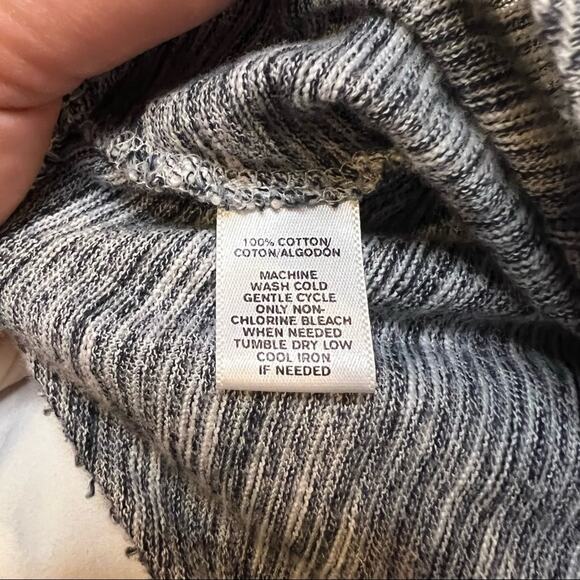 100% COTTON/
COTON/ALGODÓN
MACHINE
WASH COLD
GENTLE CYCLE
ONLY NON-
CHLORINE BLEACH
WHEN NEEDED
TUMBLE DRY LOW
COOL IRON
IF NEEDED